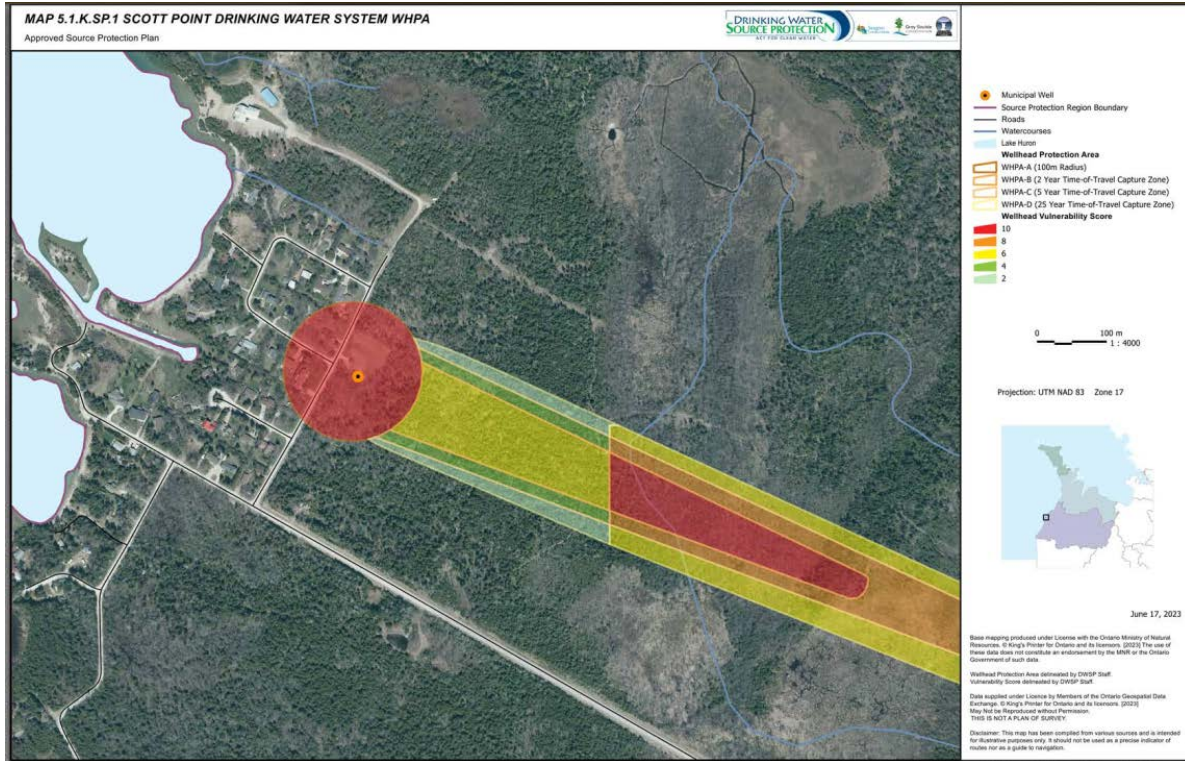 MAP 5.1.K.SP.1 SCOTT POINT DRINKING WATER SYSTEM WHPA
Approved Source Protection Plan
DRINKING WATER
SOURCE PROTECTION
ACT FOR CLEAN WATER
Municipal Well
Source Protection Region Boundary
Roads
Watercourses
Lake Huron
Wellhead Protection Area
WHPA-A (100m Radius)
WHPA-B (2 Year Time-of-Travel Capture Zone)
WHPA-C (5 Year Time-of-Travel Capture Zone)
WHPA-D (25 Year Time-of-Travel Capture Zone)
Wellhead Vulnerability Score
10
8
6
4
2
0 100 m
1 : 4000
Projection: UTM NAD 83 Zone 17
June 17, 2023
Base mapping produced under License with the Ontario Ministry of Natural
Resources. © King's Printer for Ontario and its licensors. [2023] The use of
these data does not constitute an endorsement by the MNR or the Ontario
Government of such data.
Wellhead Protection Area delineated by DWSP Staff.
Vulnerability Score delineated by DWSP Staff.
Data supplied under Licence by Members of the Ontario Geospatial Data
Exchange. © King's Printer for Ontario and its licensors. [2023]
May Not be Reproduced without Permission.
THIS IS NOT A PLAN OF SURVEY.
Disclaimer: This map has been compiled from various sources and is intended
for illustrative purposes only. It should not be used as a precise indicator of
routes nor as a guide to navigation.